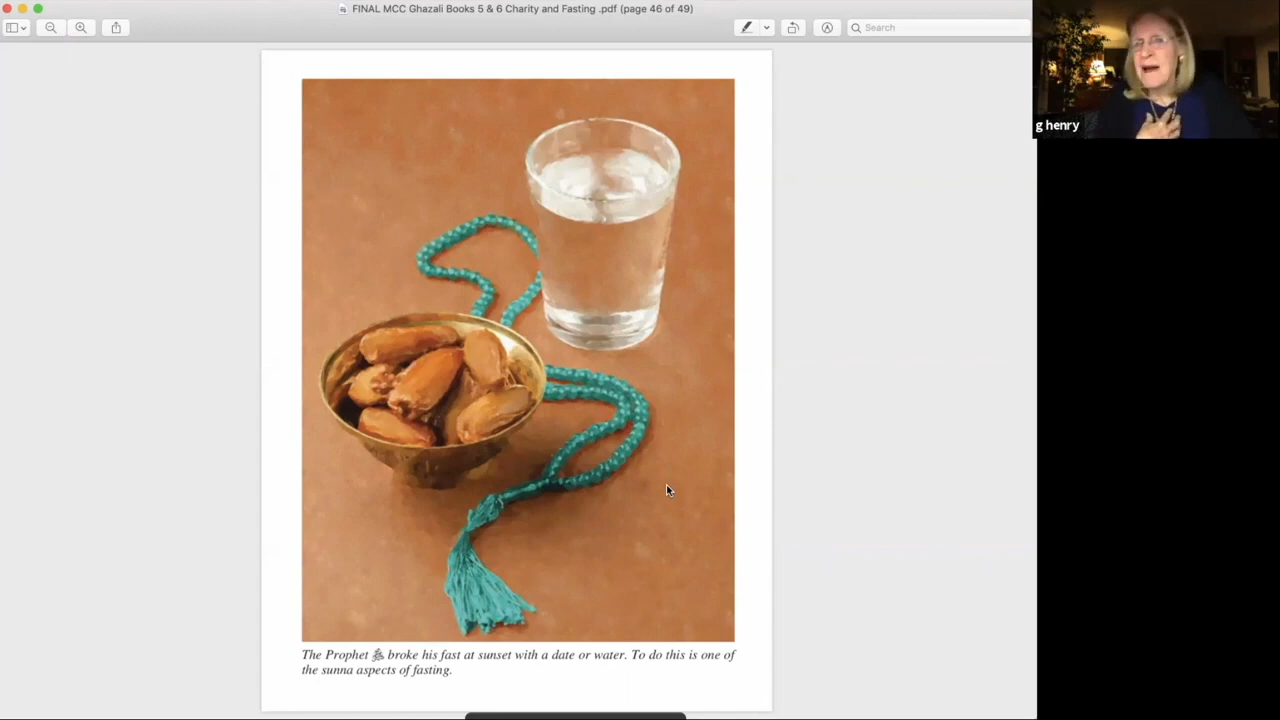 FINAL MCC Ghazali Books 5 & 6 Charity and Fasting .pdf (page 46 of 49)
Search
g henry
The Prophet ﷺ broke his fast at sunset with a date or water. To do this is one of
the sunna aspects of fasting.